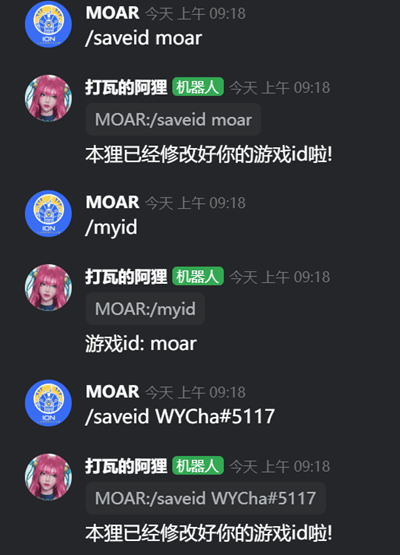 MOAR 今天 上午 09:18
/saveid moar
打瓦的阿狸 机器人 今天 上午 09:18
MOAR:/saveid moar
本狸已经修改好你的游戏id啦!
MOAR 今天 上午 09:18
/myid
打瓦的阿狸 机器人 今天 上午 09:18
MOAR:/myid
游戏id: moar
MOAR 今天 上午 09:18
/saveid WYCha#5117
打瓦的阿狸 机器人 今天 上午 09:18
MOAR:/saveid WYCha#5117
本狸已经修改好你的游戏id啦!